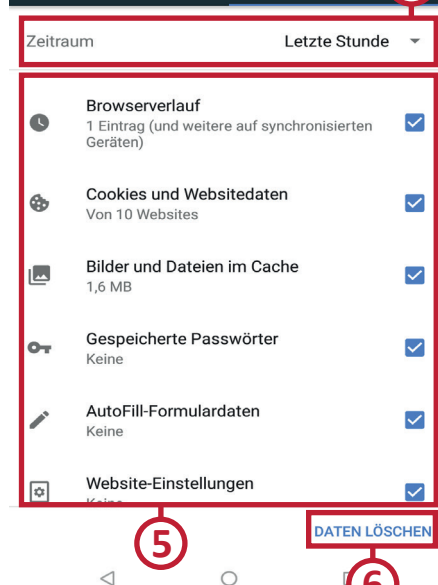 Zeitraum Letzte Stunde
Browserverlauf
1 Eintrag (und weitere auf synchronisierten
Geräten)
Cookies und Websitedaten
Von 10 Websites
Bilder und Dateien im Cache
1,6 MB
Gespeicherte Passwörter
Keine
AutoFill-Formulardaten
Keine
Website-Einstellungen
Keine
5
DATEN LÖSCHEN
6